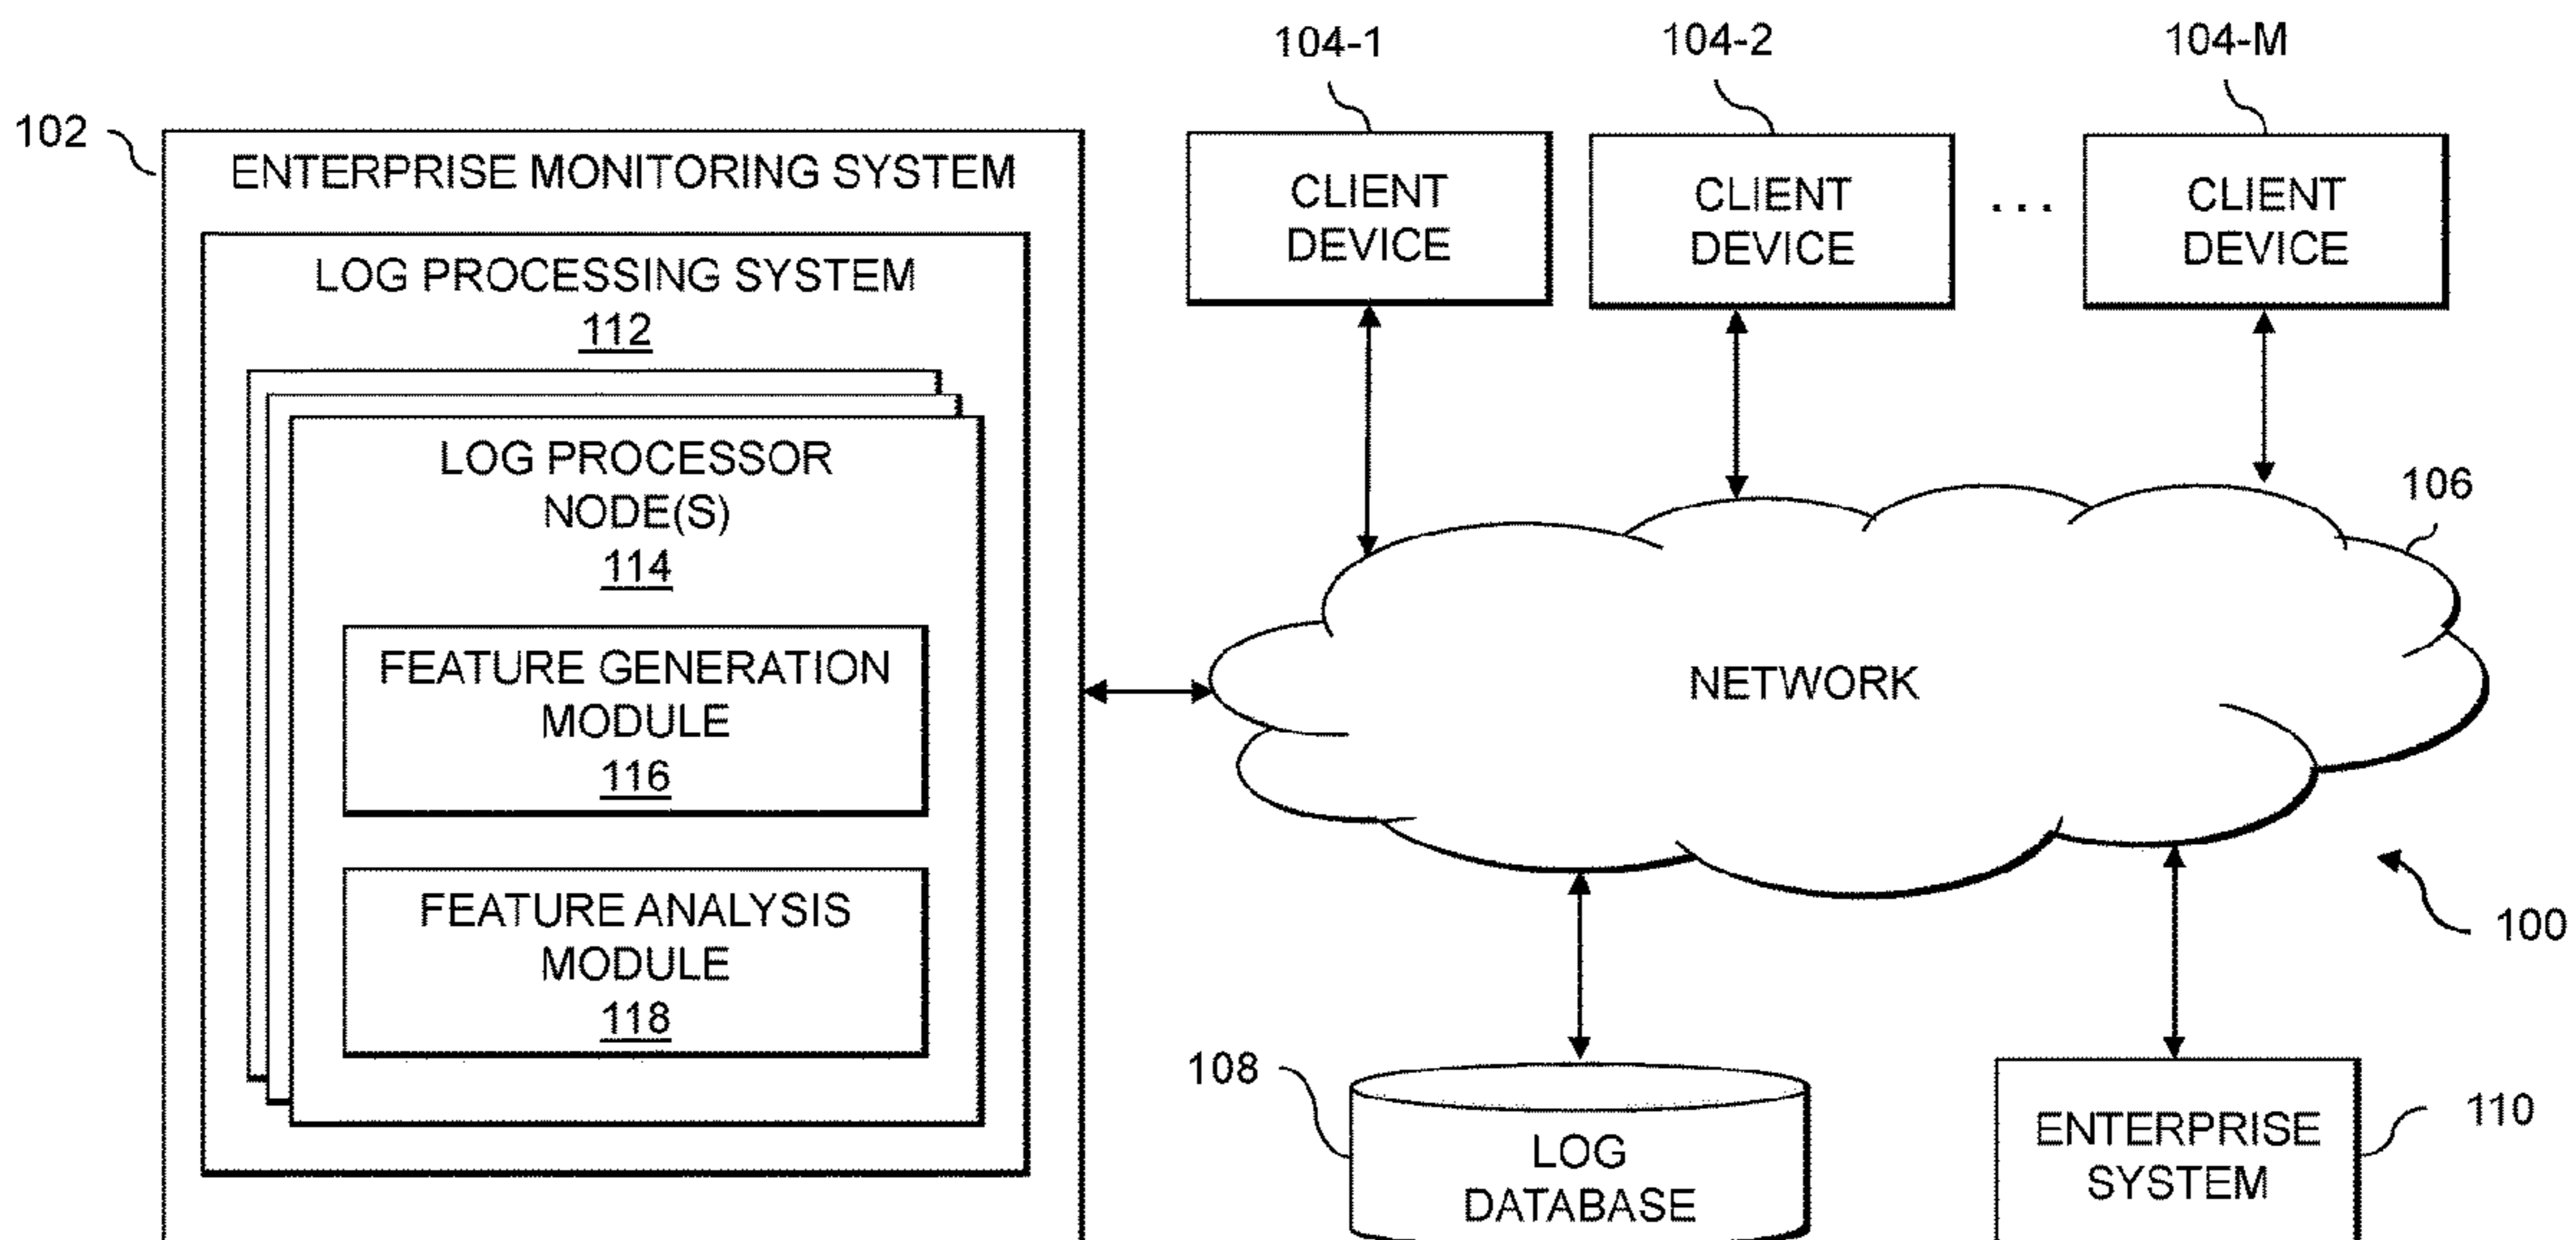 102
ENTERPRISE MONITORING SYSTEM
LOG PROCESSING SYSTEM
112
LOG PROCESSOR
NODE(S)
114
FEATURE GENERATION
MODULE
116
FEATURE ANALYSIS
MODULE
118
104-1
CLIENT
DEVICE
104-2
CLIENT
DEVICE
...
104-M
CLIENT
DEVICE
106
NETWORK
100
108
LOG
DATABASE
110
ENTERPRISE
SYSTEM